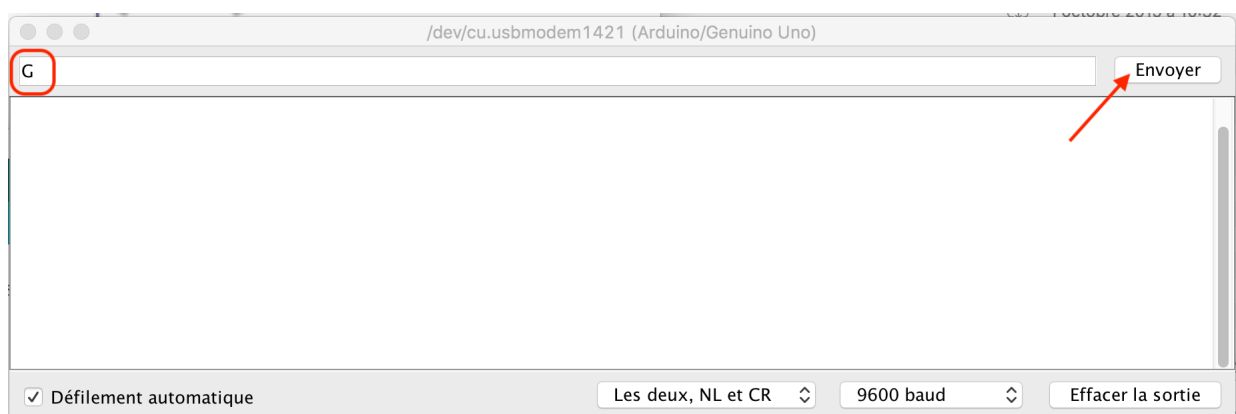 /dev/cu.usbmodem1421 (Arduino/Genuino Uno)
G
Envoyer
Défilement automatique
Les deux, NL et CR
9600 baud
Effacer la sortie